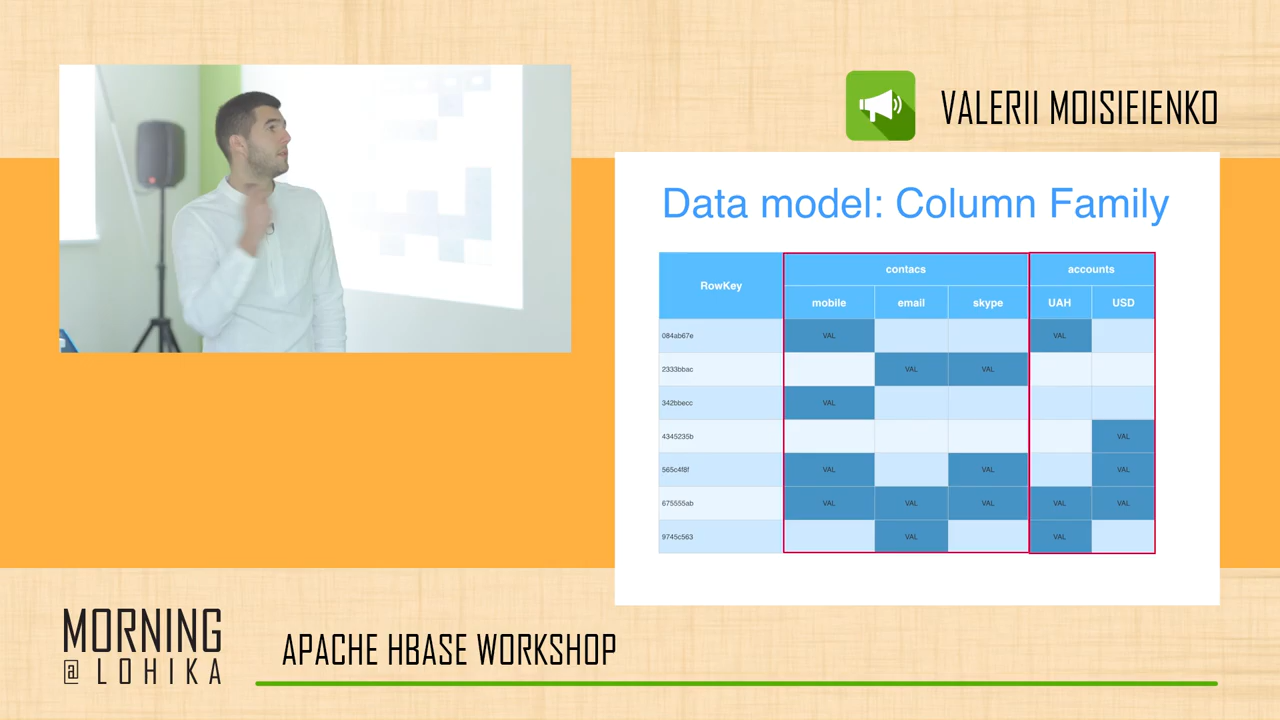 VALERII MOISIEIENKO
Data model: Column Family
RowKey contacs accounts
mobile email skype UAH USD
084ab67e VAL VAL
2333bbac VAL VAL
342bbecc VAL
4345235b VAL
565c4f8f VAL VAL VAL
675555ab VAL VAL VAL VAL VAL
9745c563 VAL VAL
MORNING
@ LOHIKA
APACHE HBASE WORKSHOP